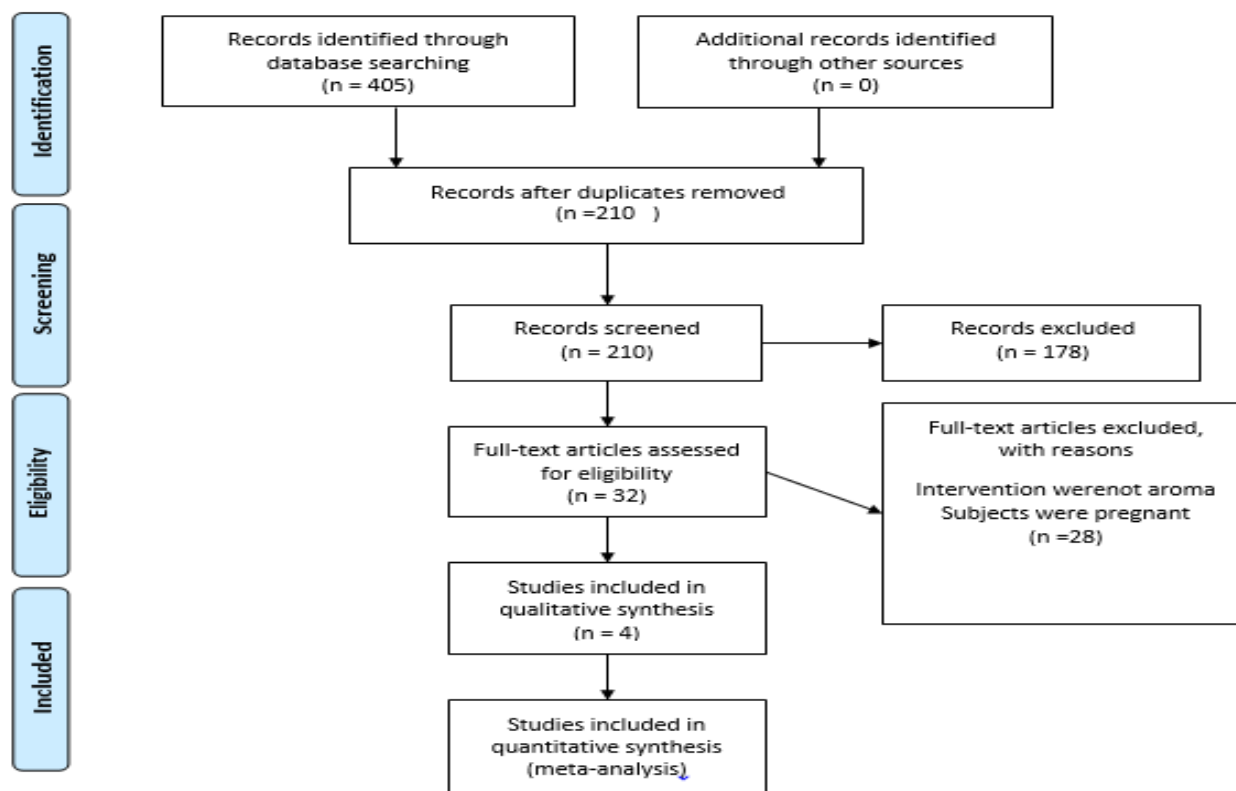 Identification
Records identified through
database searching
(n = 405)
Additional records identified
through other sources
(n = 0)
Records after duplicates removed
(n =210   )
Screening
Records screened
(n = 210)
Records excluded
(n = 178)
Eligibility
Full-text articles assessed
for eligibility
(n = 32)
Full-text articles excluded,
with reasons
Intervention werenot aroma
Subjects were pregnant
(n =28)
Included
Studies included in
qualitative synthesis
(n = 4)
Studies included in
quantitative synthesis
(meta-analysis)